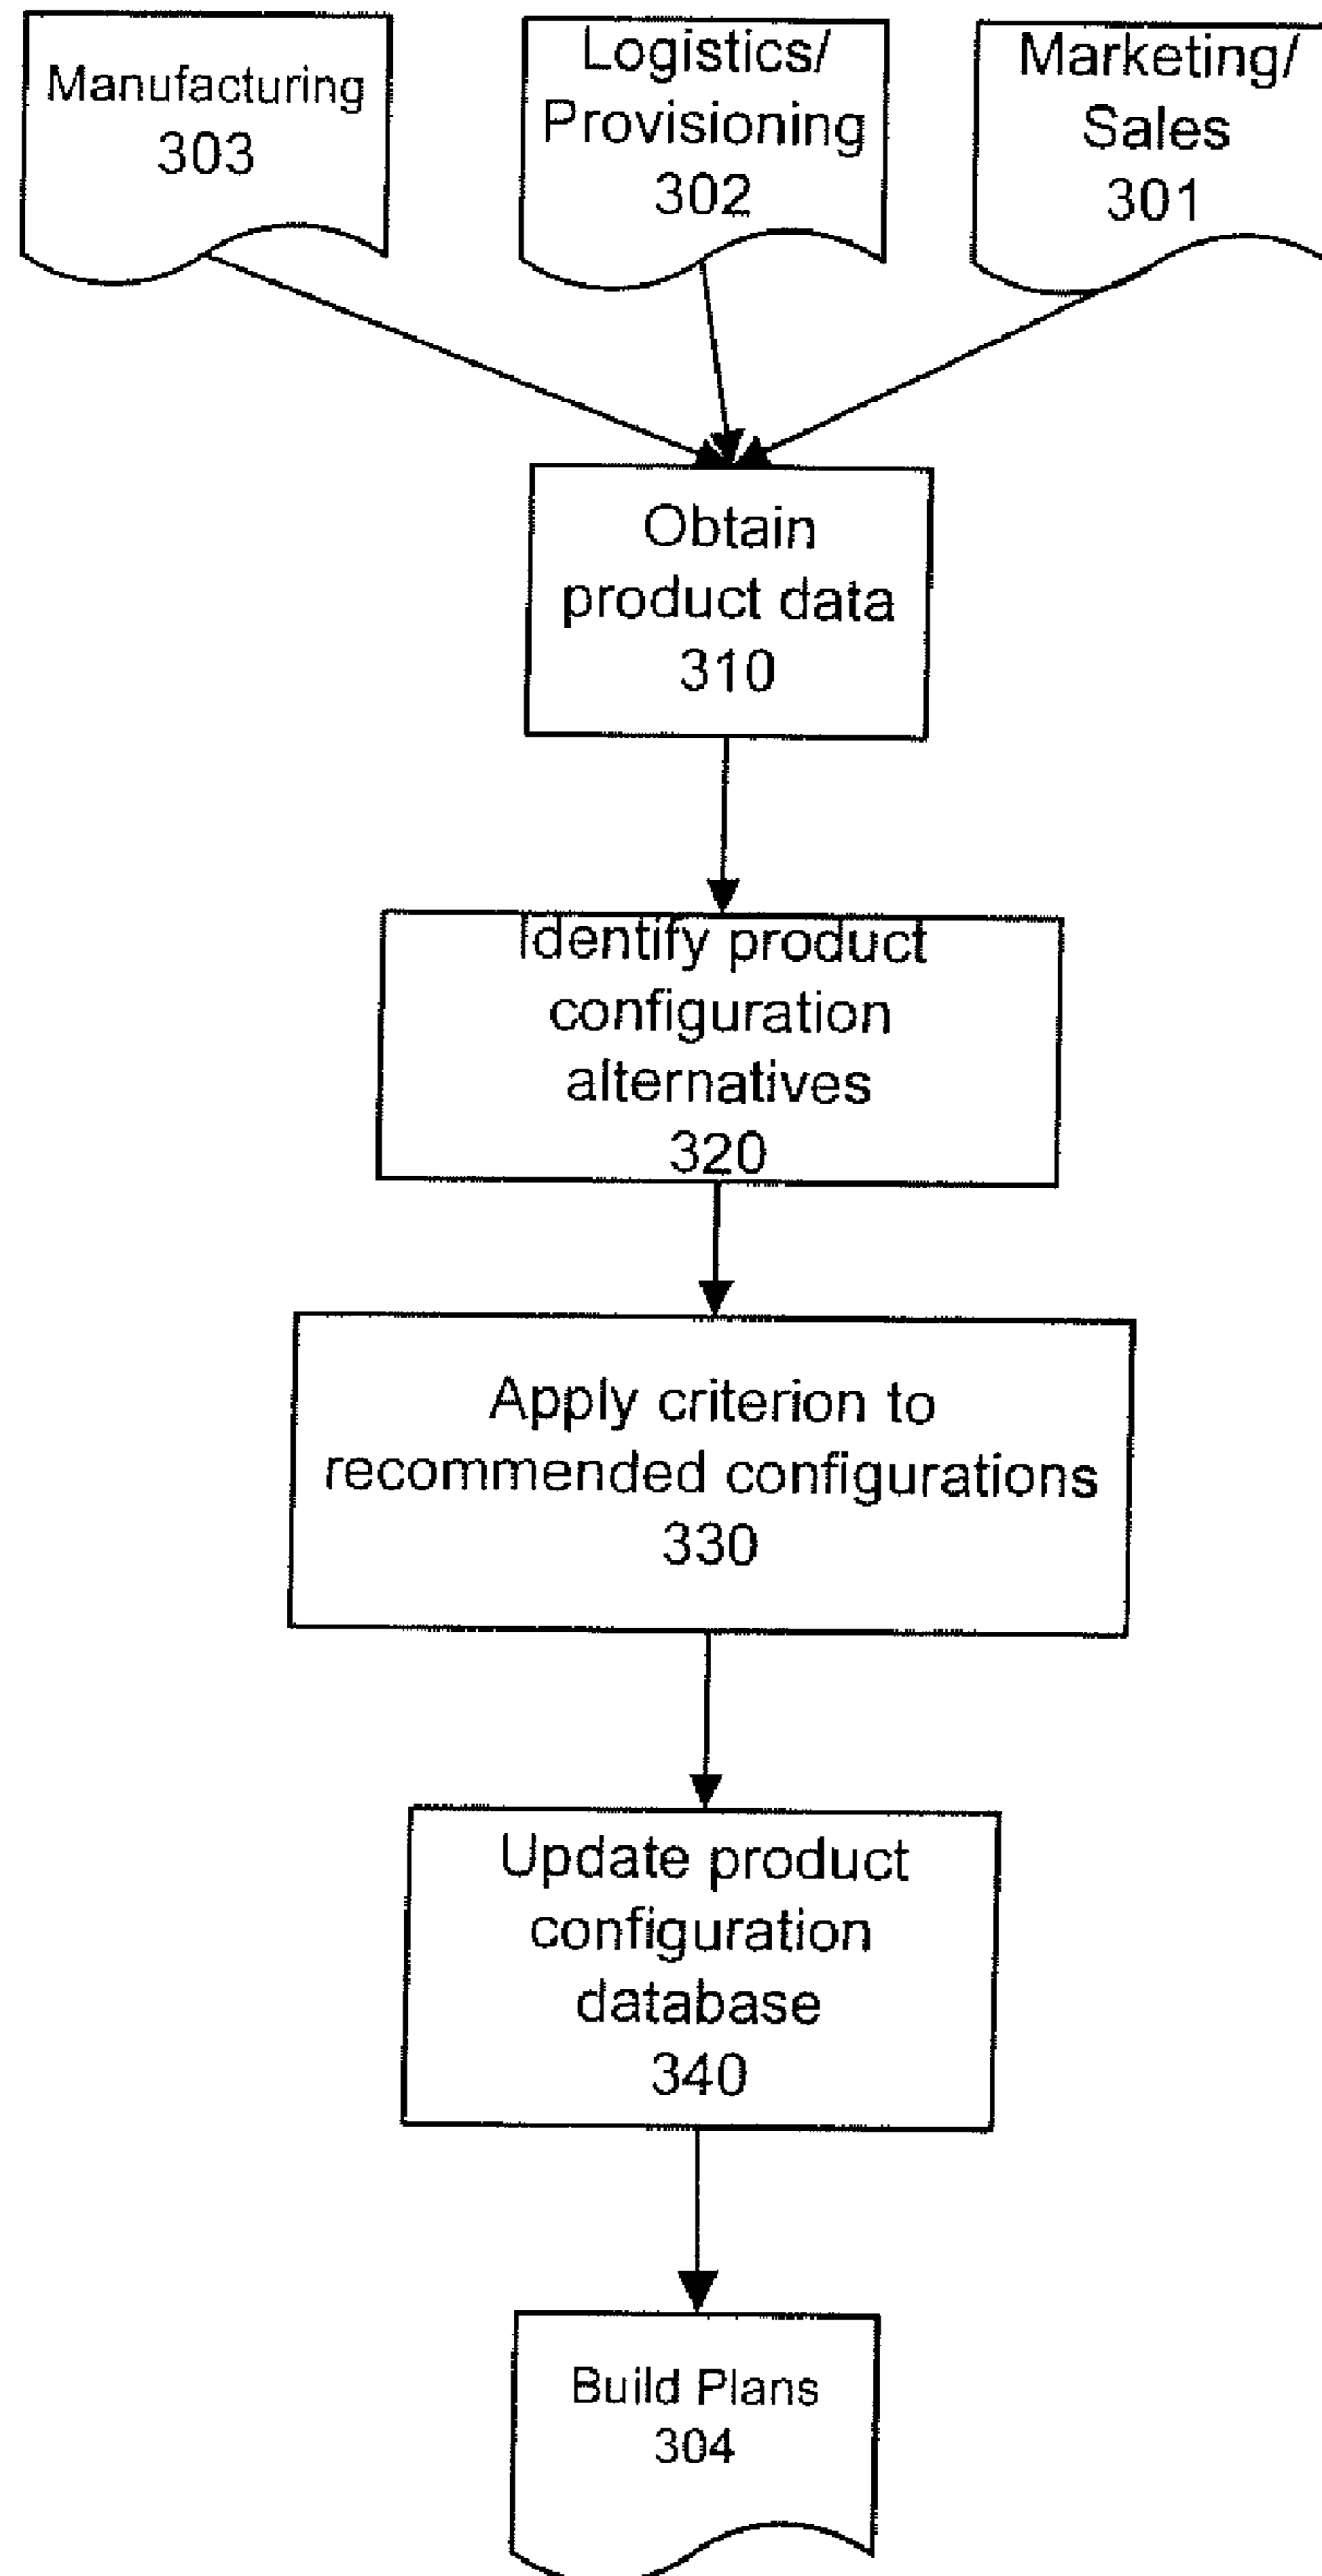 Manufacturing
303
Logistics/
Provisioning
302
Marketing/
Sales
301
Obtain
product data
310
Identify product
configuration
alternatives
320
Apply criterion to
recommended configurations
330
Update product
configuration
database
340
Build Plans
304